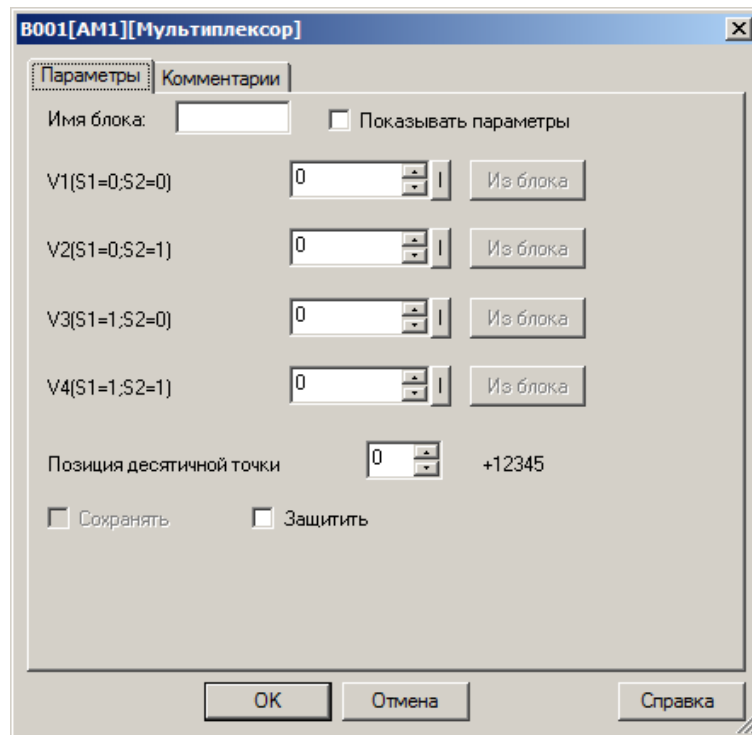 B001[AM1][Мультиплексор]
Параметры Комментарии
Имя блока: Показывать параметры
V1(S1=0;S2=0) 0 Из блока
V2(S1=0;S2=1) 0 Из блока
V3(S1=1;S2=0) 0 Из блока
V4(S1=1;S2=1) 0 Из блока
Позиция десятичной точки 0 +12345
Сохранять Защитить
OK Отмена Справка